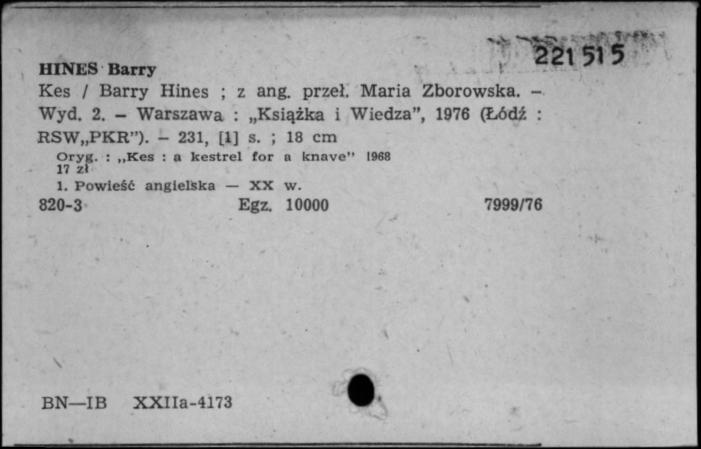 221515
HINES Barry
Kes / Barry Hines ; z ang. przeł. Maria Zborowska. –
Wyd. 2. – Warszawa : „Książka i Wiedza”, 1976 (Łódź :
RSW„PKR”). – 231, [1] s. ; 18 cm
Oryg. : „Kes : a kestrel for a knave” 1968
17 zł
1. Powieść angielska — XX w.
820-3 Egz. 10000 7999/76
BN—IB XXIIa-4173